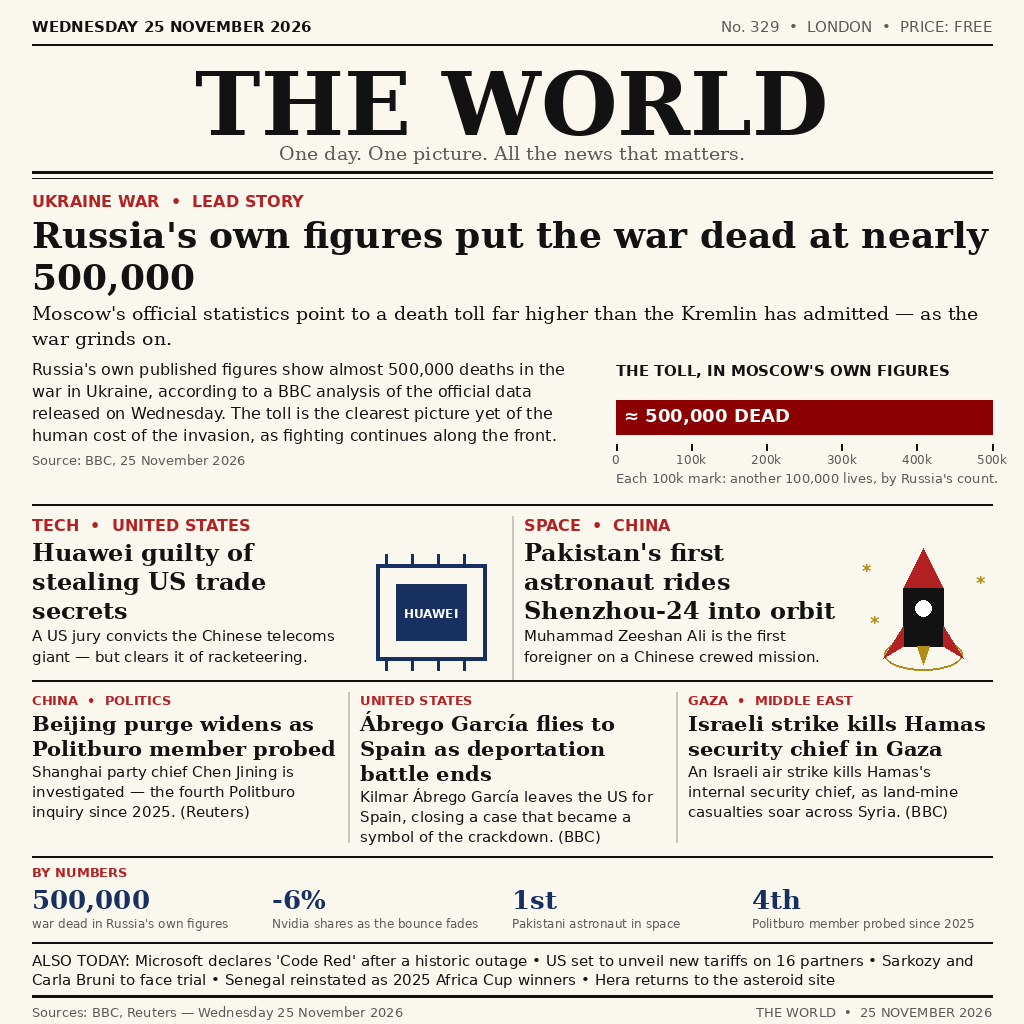 WEDNESDAY 25 NOVEMBER 2026
No. 329 • LONDON • PRICE: FREE
THE WORLD
One day. One picture. All the news that matters.
UKRAINE WAR • LEAD STORY
Russia's own figures put the war dead at nearly
500,000
Moscow's official statistics point to a death toll far higher than the Kremlin has admitted — as the
war grinds on.
Russia's own published figures show almost 500,000 deaths in the
war in Ukraine, according to a BBC analysis of the official data
released on Wednesday. The toll is the clearest picture yet of the
human cost of the invasion, as fighting continues along the front.
Source: BBC, 25 November 2026
THE TOLL, IN MOSCOW'S OWN FIGURES
≈ 500,000 DEAD
0 100k 200k 300k 400k 500k
Each 100k mark: another 100,000 lives, by Russia's count.
TECH • UNITED STATES
Huawei guilty of
stealing US trade
secrets
A US jury convicts the Chinese telecoms
giant — but clears it of racketeering.
HUAWEI
SPACE • CHINA
Pakistan's first
astronaut rides
Shenzhou-24 into orbit
Muhammad Zeeshan Ali is the first
foreigner on a Chinese crewed mission.
* * *
CHINA • POLITICS
Beijing purge widens as
Politburo member probed
Shanghai party chief Chen Jining is
investigated — the fourth Politburo
inquiry since 2025. (Reuters)
UNITED STATES
Ábrego García flies to
Spain as deportation
battle ends
Kilmar Ábrego García leaves the US for
Spain, closing a case that became a
symbol of the crackdown. (BBC)
GAZA • MIDDLE EAST
Israeli strike kills Hamas
security chief in Gaza
An Israeli air strike kills Hamas's
internal security chief, as land-mine
casualties soar across Syria. (BBC)
BY NUMBERS
500,000
war dead in Russia's own figures
-6%
Nvidia shares as the bounce fades
1st
Pakistani astronaut in space
4th
Politburo member probed since 2025
ALSO TODAY: Microsoft declares 'Code Red' after a historic outage • US set to unveil new tariffs on 16 partners • Sarkozy and
Carla Bruni to face trial • Senegal reinstated as 2025 Africa Cup winners • Hera returns to the asteroid site
Sources: BBC, Reuters — Wednesday 25 November 2026
THE WORLD • 25 NOVEMBER 2026